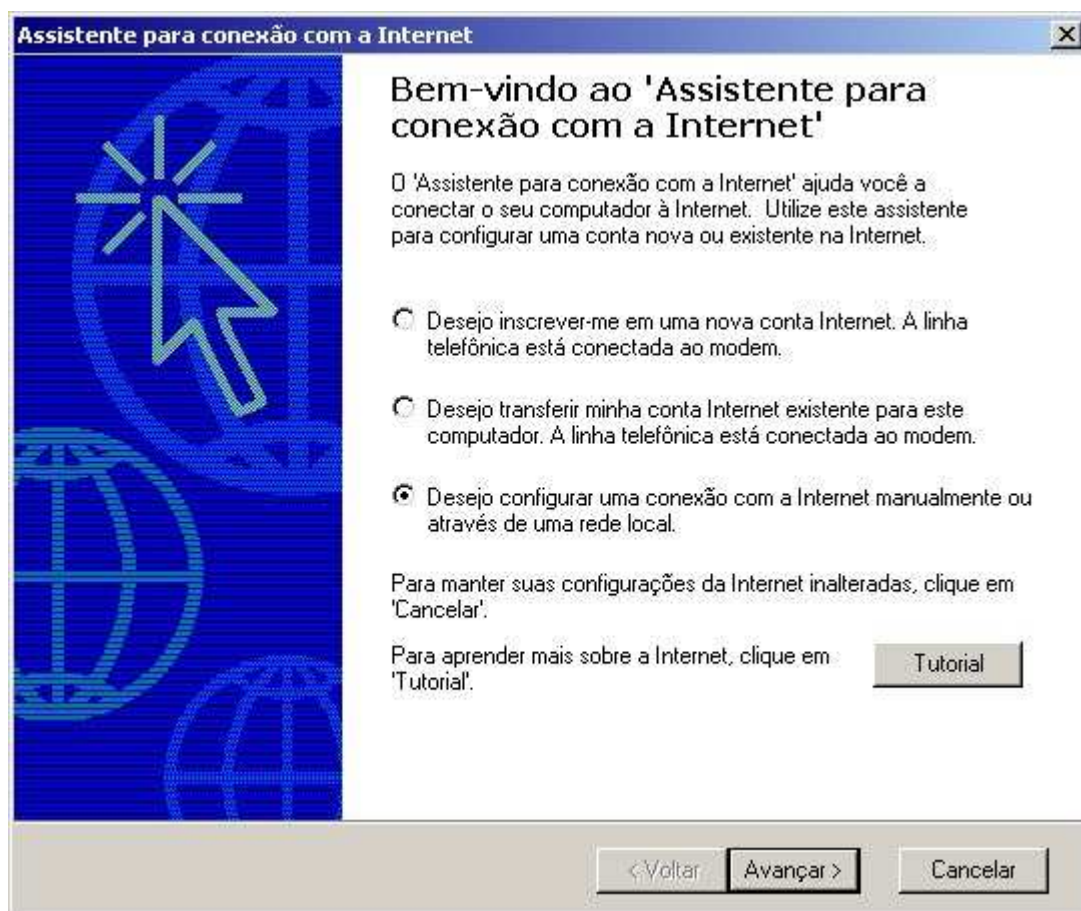 Assistente para conexão com a Internet
Bem-vindo ao 'Assistente para
conexão com a Internet'
O 'Assistente para conexão com a Internet' ajuda você a
conectar o seu computador à Internet. Utilize este assistente
para configurar uma conta nova ou existente na Internet.
Desejo inscrever-me em uma nova conta Internet. A linha
telefônica está conectada ao modem.
Desejo transferir minha conta Internet existente para este
computador. A linha telefônica está conectada ao modem.
Desejo configurar uma conexão com a Internet manualmente ou
através de uma rede local.
Para manter suas configurações da Internet inalteradas, clique em
'Cancelar'.
Para aprender mais sobre a Internet, clique em
'Tutorial'.
Tutorial
< Voltar
Avançar >
Cancelar